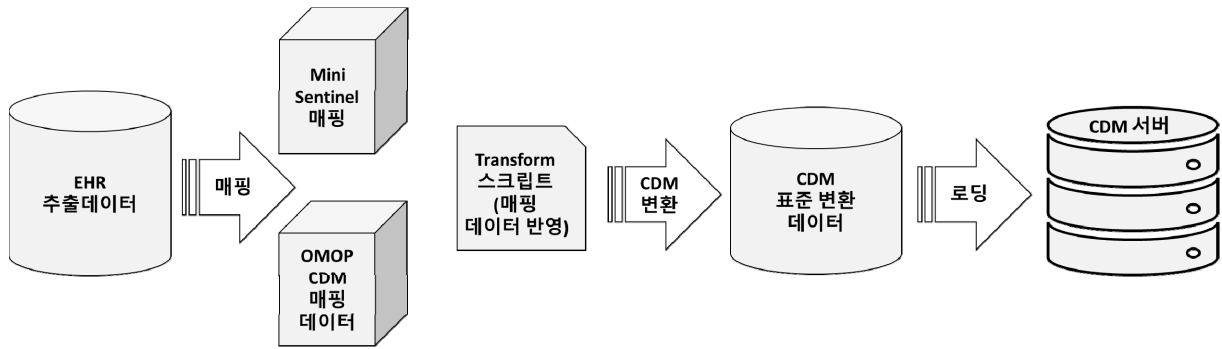 EHR
추출데이터
매핑
Mini
Sentinel
매핑
OMOP
CDM
매핑
데이터
Transform
스크립트
(매핑
데이터 반영)
CDM
변환
CDM
표준 변환
데이터
로딩
CDM 서버